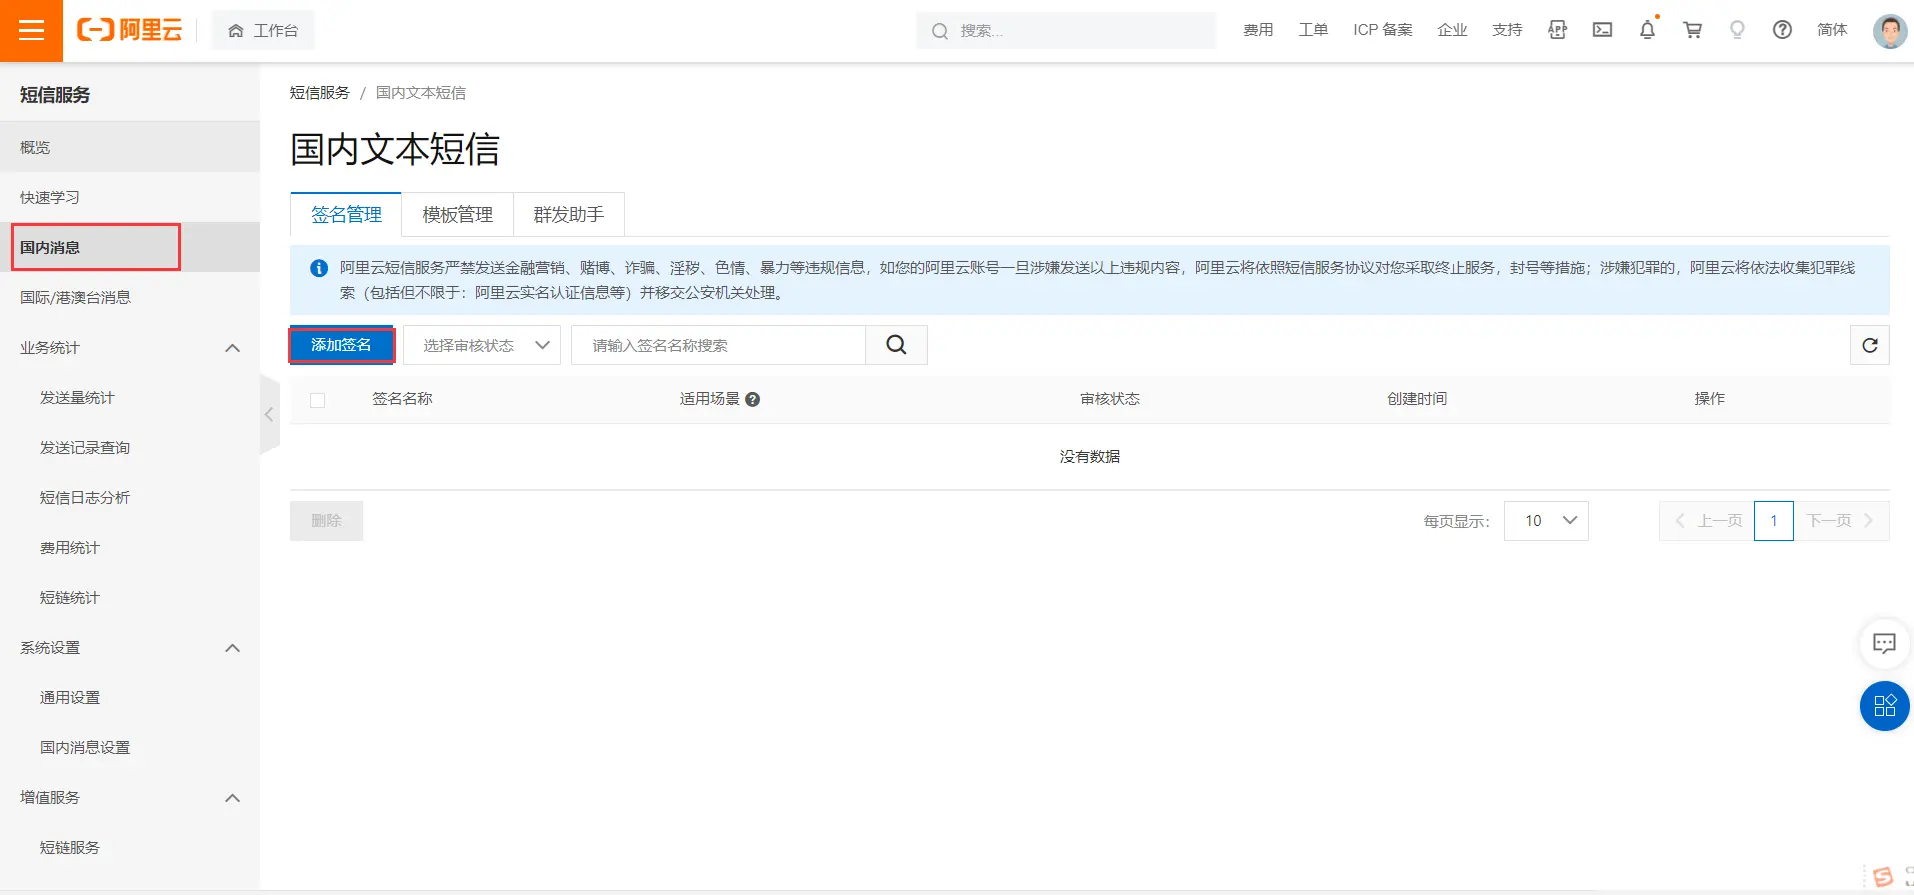 阿里云
工作台
搜索...
费用
工单
ICP 备案
企业
支持
APP
简体
短信服务
概览
快速学习
国内消息
国际/港澳台消息
业务统计
发送量统计
发送记录查询
短信日志分析
费用统计
短链统计
系统设置
通用设置
国内消息设置
增值服务
短链服务
短信服务 / 国内文本短信
国内文本短信
签名管理
模板管理
群发助手
阿里云短信服务严禁发送金融营销、赌博、诈骗、淫秽、色情、暴力等违规信息，如您的阿里云账号一旦涉嫌发送以上违规内容，阿里云将依照短信服务协议对您采取终止服务，封号等措施；涉嫌犯罪的，阿里云将依法收集犯罪线
索（包括但不限于：阿里云实名认证信息等）并移交公安机关处理。
添加签名
选择审核状态
请输入签名名称搜索
签名名称
适用场景
审核状态
创建时间
操作
没有数据
删除
每页显示：
10
上一页
1
下一页